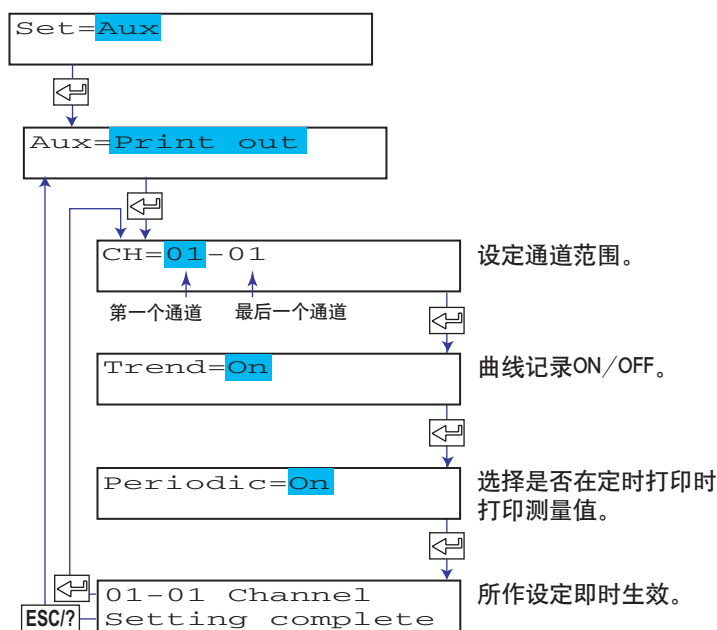 Set=Aux
Aux=Print out
CH=01-01
设定通道范围。
第一个通道 最后一个通道
Trend=On
曲线记录ON/OFF。
Periodic=On
选择是否在定时打印时
打印测量值。
01-01 Channel
所作设定即时生效。
ESC/?
Setting complete